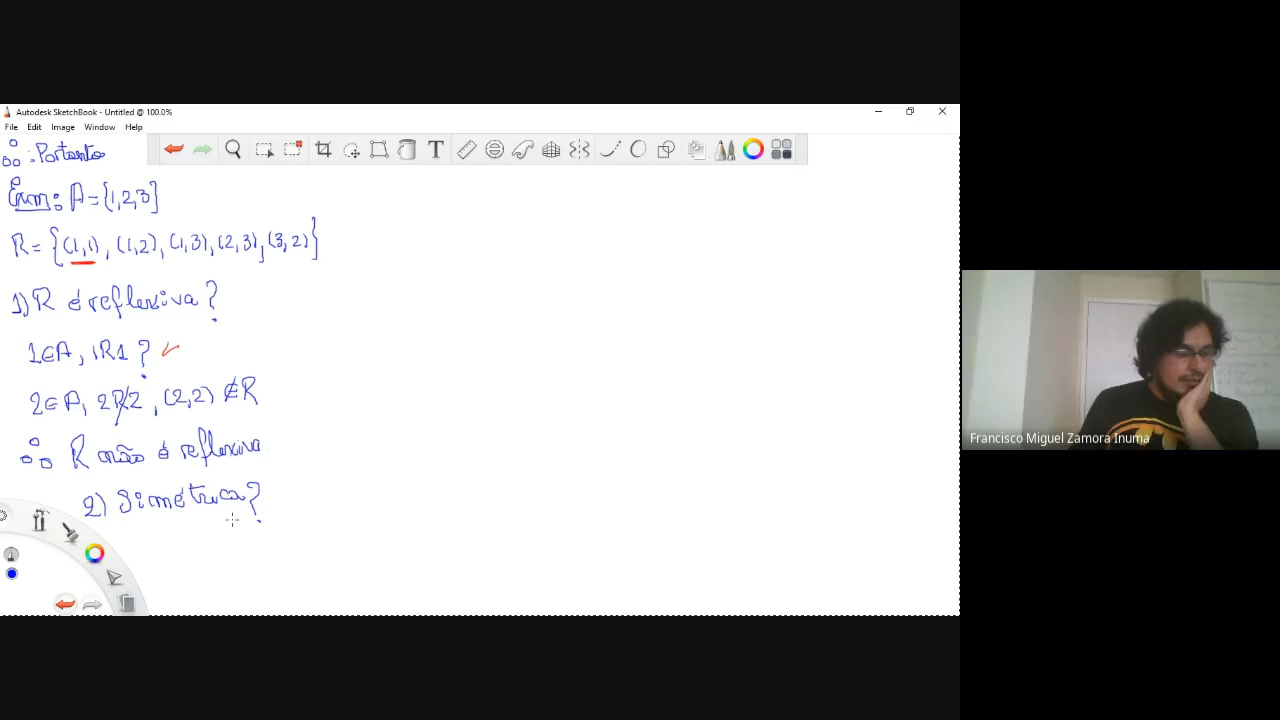 Autodesk SketchBook - Untitled @ 100.0%
File Edit Image Window Help
∴ : Portanto
Exm: A = {1,2,3}
R = {(1,1), (1,2), (1,3), (2,3), (3,2)}
1) R é reflexiva?
1∈A, 1R1? ✓
2∈A, 2R̸2, (2,2) ∉ R
∴ R não é reflexiva.
2) Simétrica?
Francisco Miguel Zamora Inuma